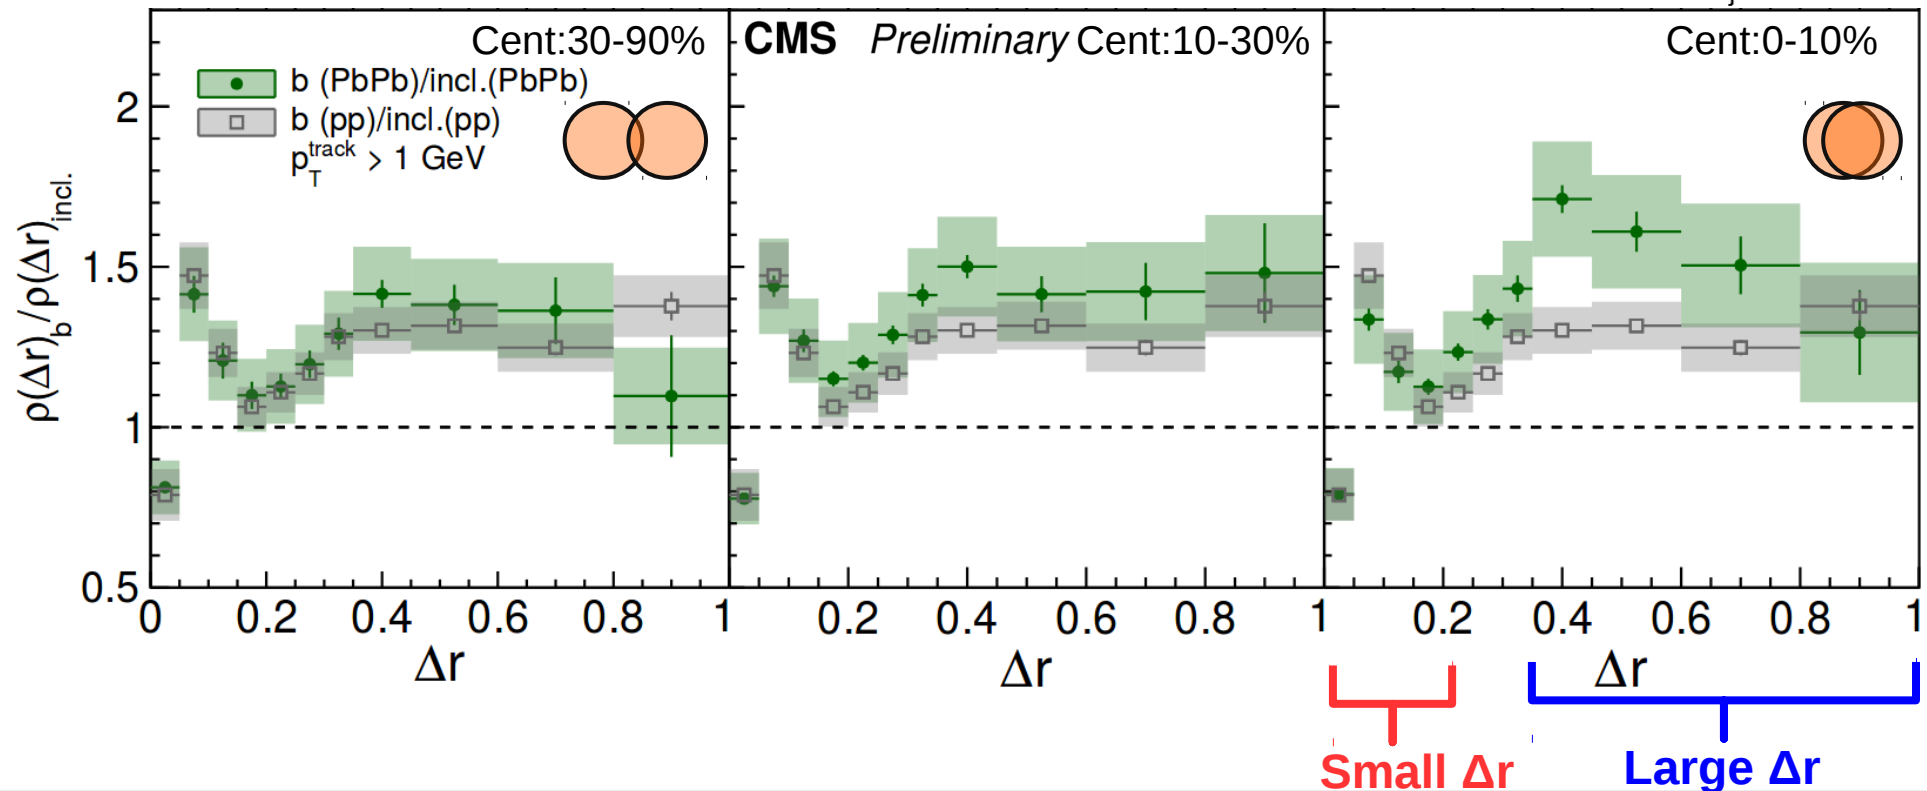 Cent:30-90%
CMS Preliminary Cent:10-30%
Cent:0-10%
b (PbPb)/incl.(PbPb)
b (pp)/incl.(pp)
p_T^track > 1 GeV
ρ(Δr)_b/ρ(Δr)_incl.
2
1.5
1
0.5
0 0.2 0.4 0.6 0.8 1
0.2 0.4 0.6 0.8 1
0.2 0.4 0.6 0.8 1
Δr
Δr
Δr
Small Δr
Large Δr